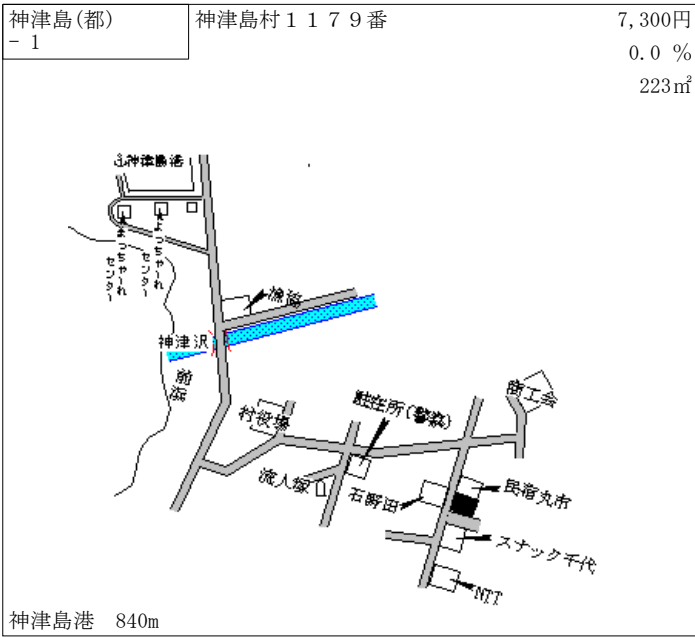 神津島(都)
- 1
神津島村１１７９番
7,300円
0.0 %
223㎡
神津島港
よっちゃーれ
センター
よっちゃーれ
センター
漁協
神津沢
前浜
村役場
駐在所(警察)
商工会
流人塚
石野田
民宿丸市
スナック千代
NTT
神津島港　840m